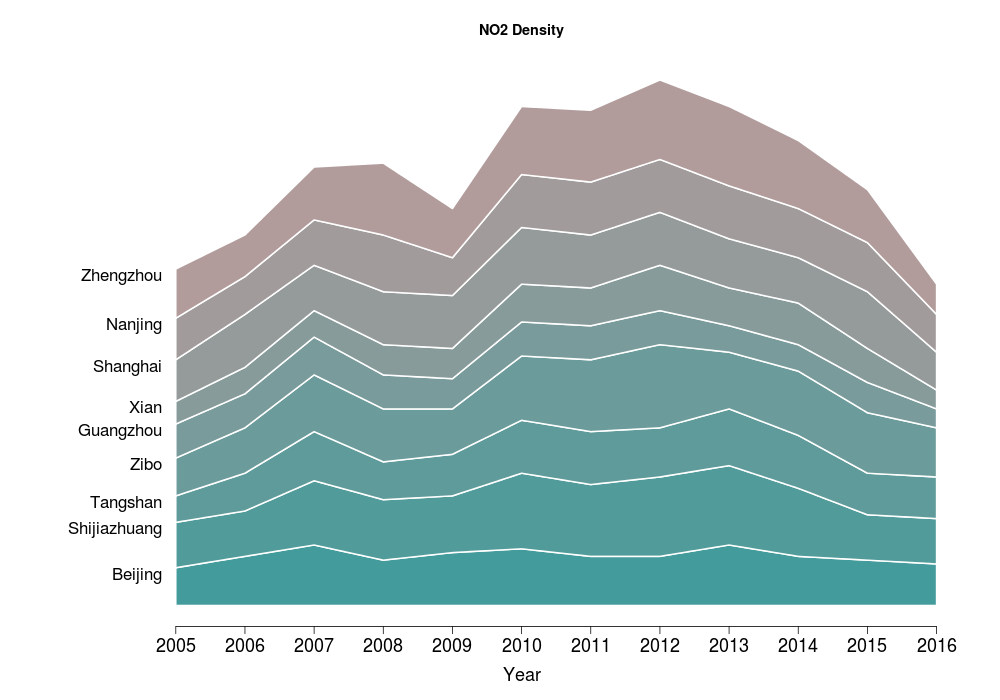 NO2 Density
Zhengzhou
Nanjing
Shanghai
Xian
Guangzhou
Zibo
Tangshan
Shijiazhuang
Beijing
2005 2006 2007 2008 2009 2010 2011 2012 2013 2014 2015 2016
Year